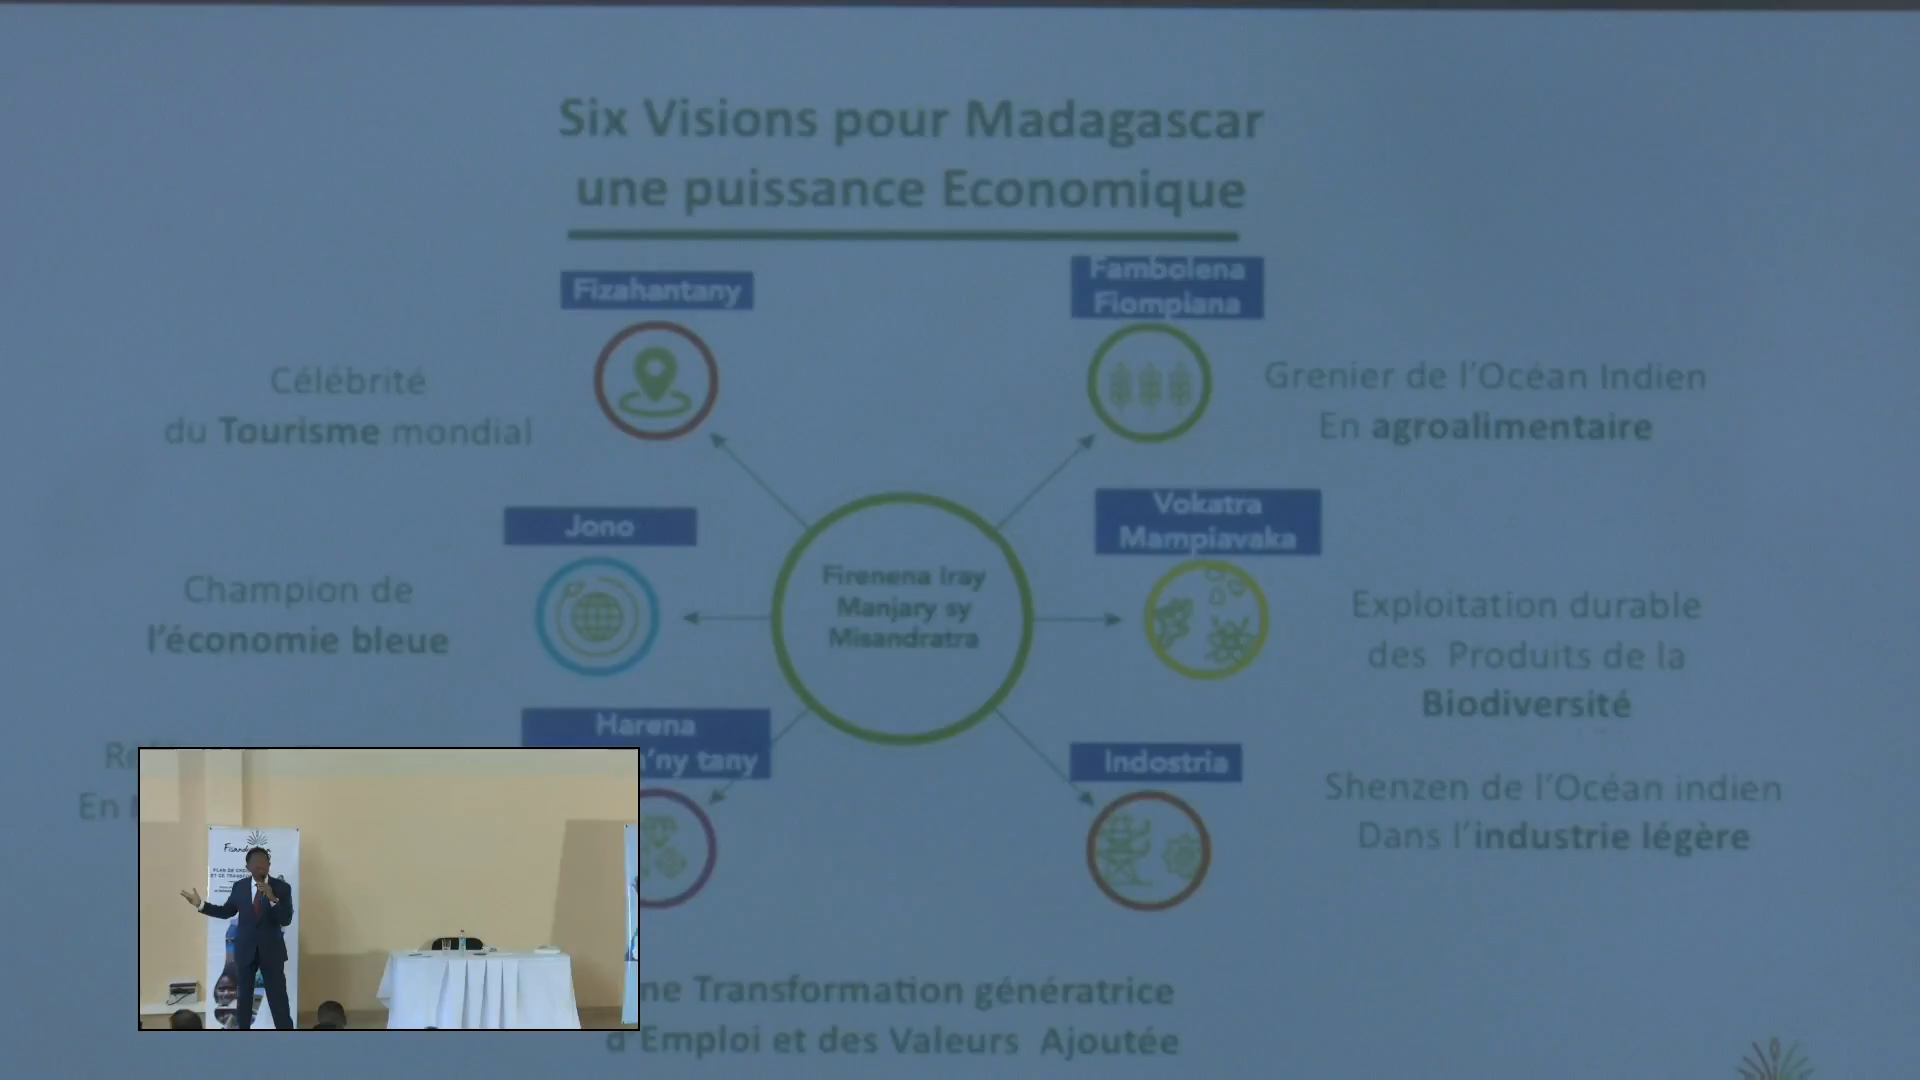 Six Visions pour Madagascar
une puissance Economique
Fizahantany
Célébrité
du Tourisme mondial
Fambolena
Fiompiana
Grenier de l'Océan Indien
En agroalimentaire
Jono
Champion de
l'économie bleue
Firenena Iray
Manjary sy
Misandratra
Vokatra
Mampiavaka
Exploitation durable
des Produits de la
Biodiversité
Harena
'ny tany
En
Indostria
Shenzen de l'Océan indien
Dans l'industrie légère
ne Transformation génératrice
d'Emploi et des Valeurs Ajoutée
PLAN DE